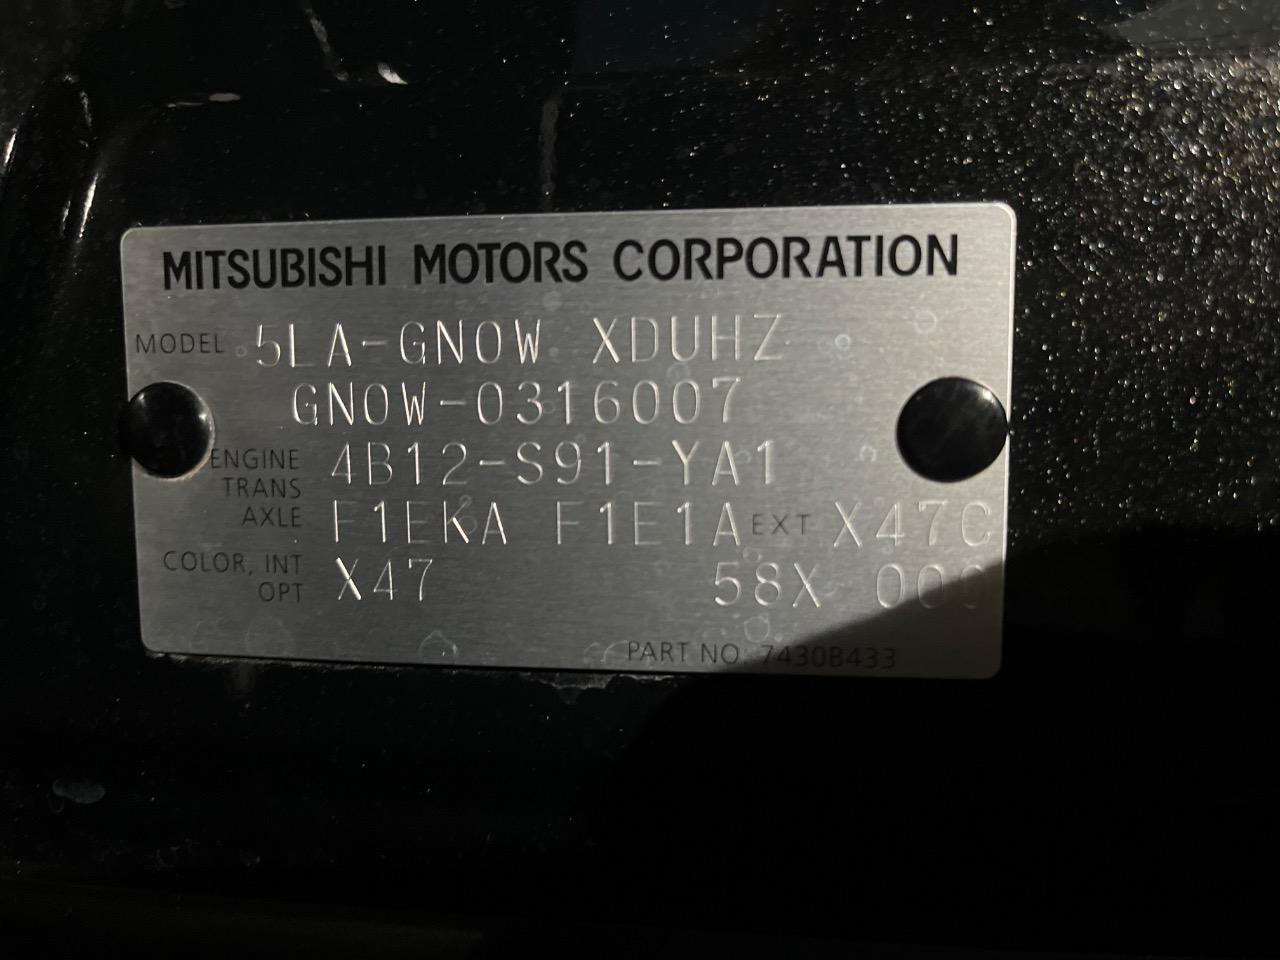 MITSUBISHI MOTORS CORPORATION
MODEL 5LA-GN0W XDUHZ
GN0W-0316007
ENGINE 4B12-S91-YA1
TRANS
AXLE F1EKA F1E1A EXT X47C
COLOR, INT
OPT X47 58X 000
PART NO. 7430B433